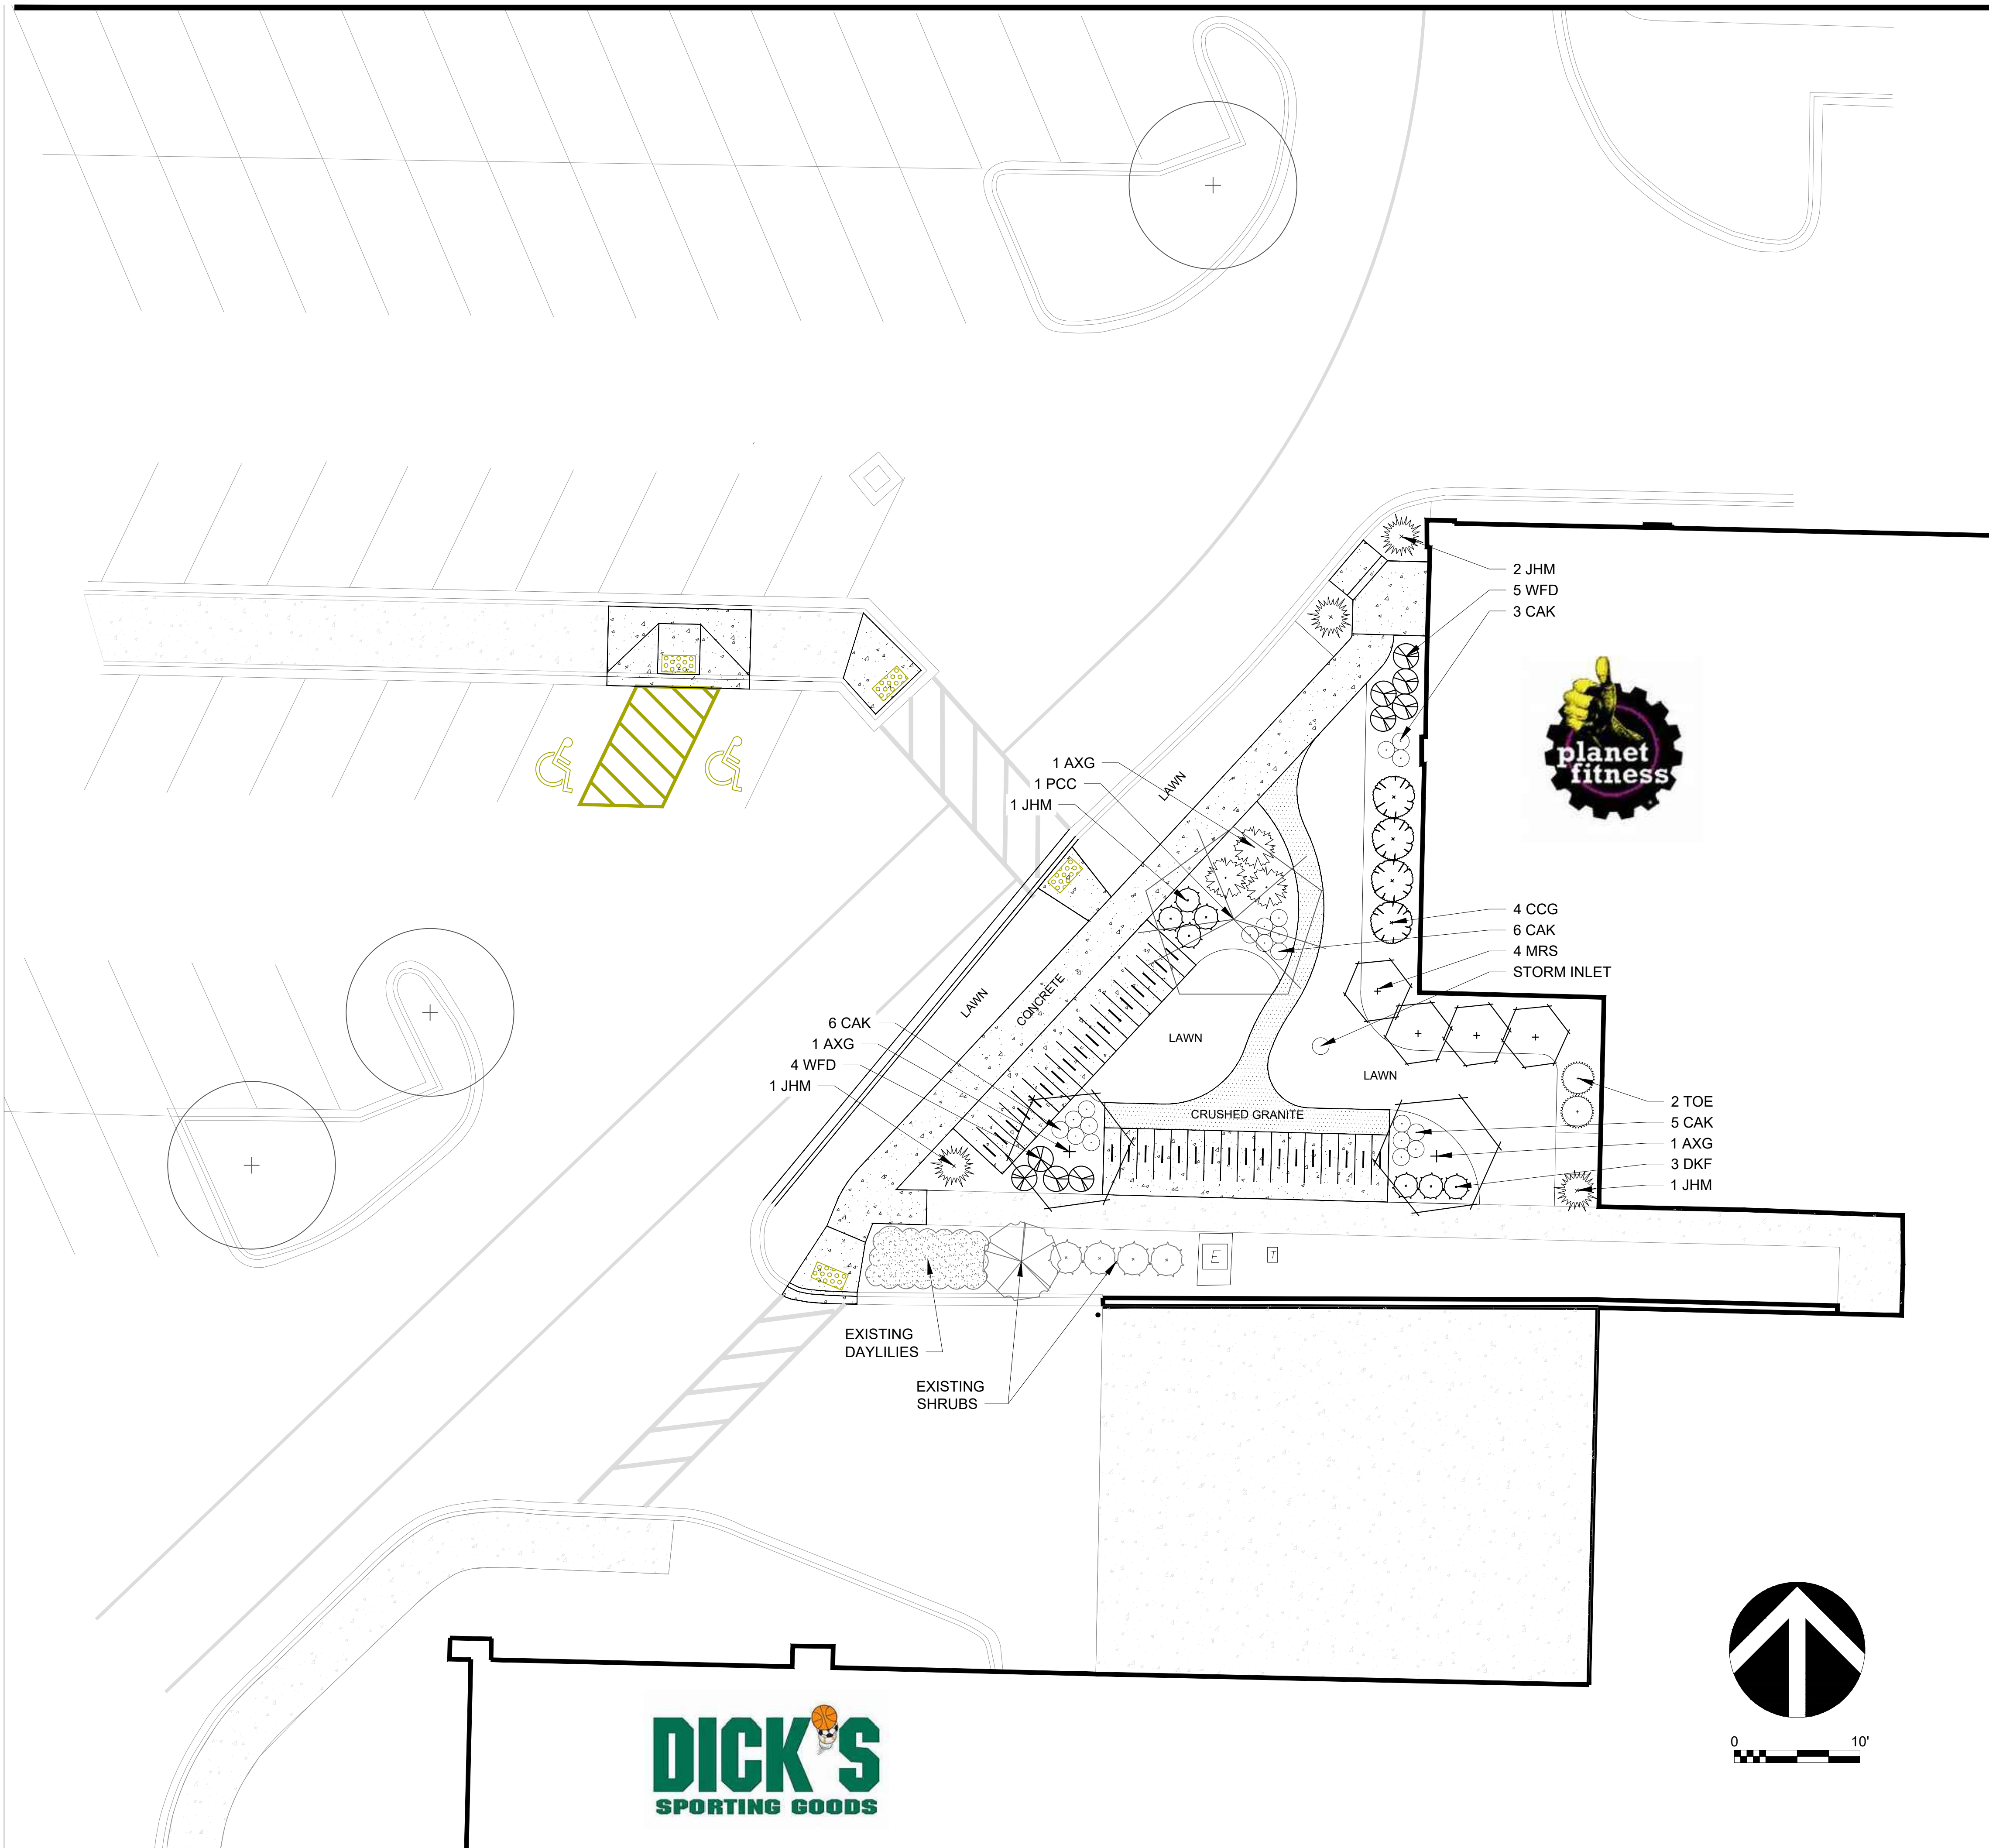 2 JHM
5 WFD
3 CAK
planet
fitness
LAWN
1 AXG
1 PCC
1 JHM
4 CCG
6 CAK
4 MRS
STORM INLET
LAWN
CONCRETE
6 CAK
1 AXG
4 WFD
1 JHM
LAWN
LAWN
CRUSHED GRANITE
2 TOE
5 CAK
1 AXG
3 DKF
1 JHM
E
T
EXISTING
DAYLILIES
EXISTING
SHRUBS
DICK'S
SPORTING GOODS
0 10'